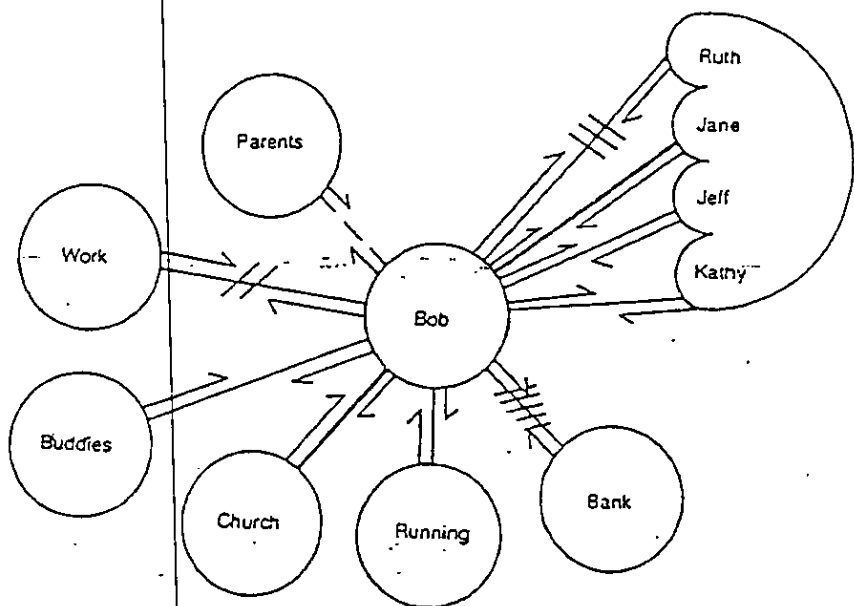 Ruth
Jane
Jeff
Kathy
Parents
Work
Bob
Buddies
Church
Running
Bank